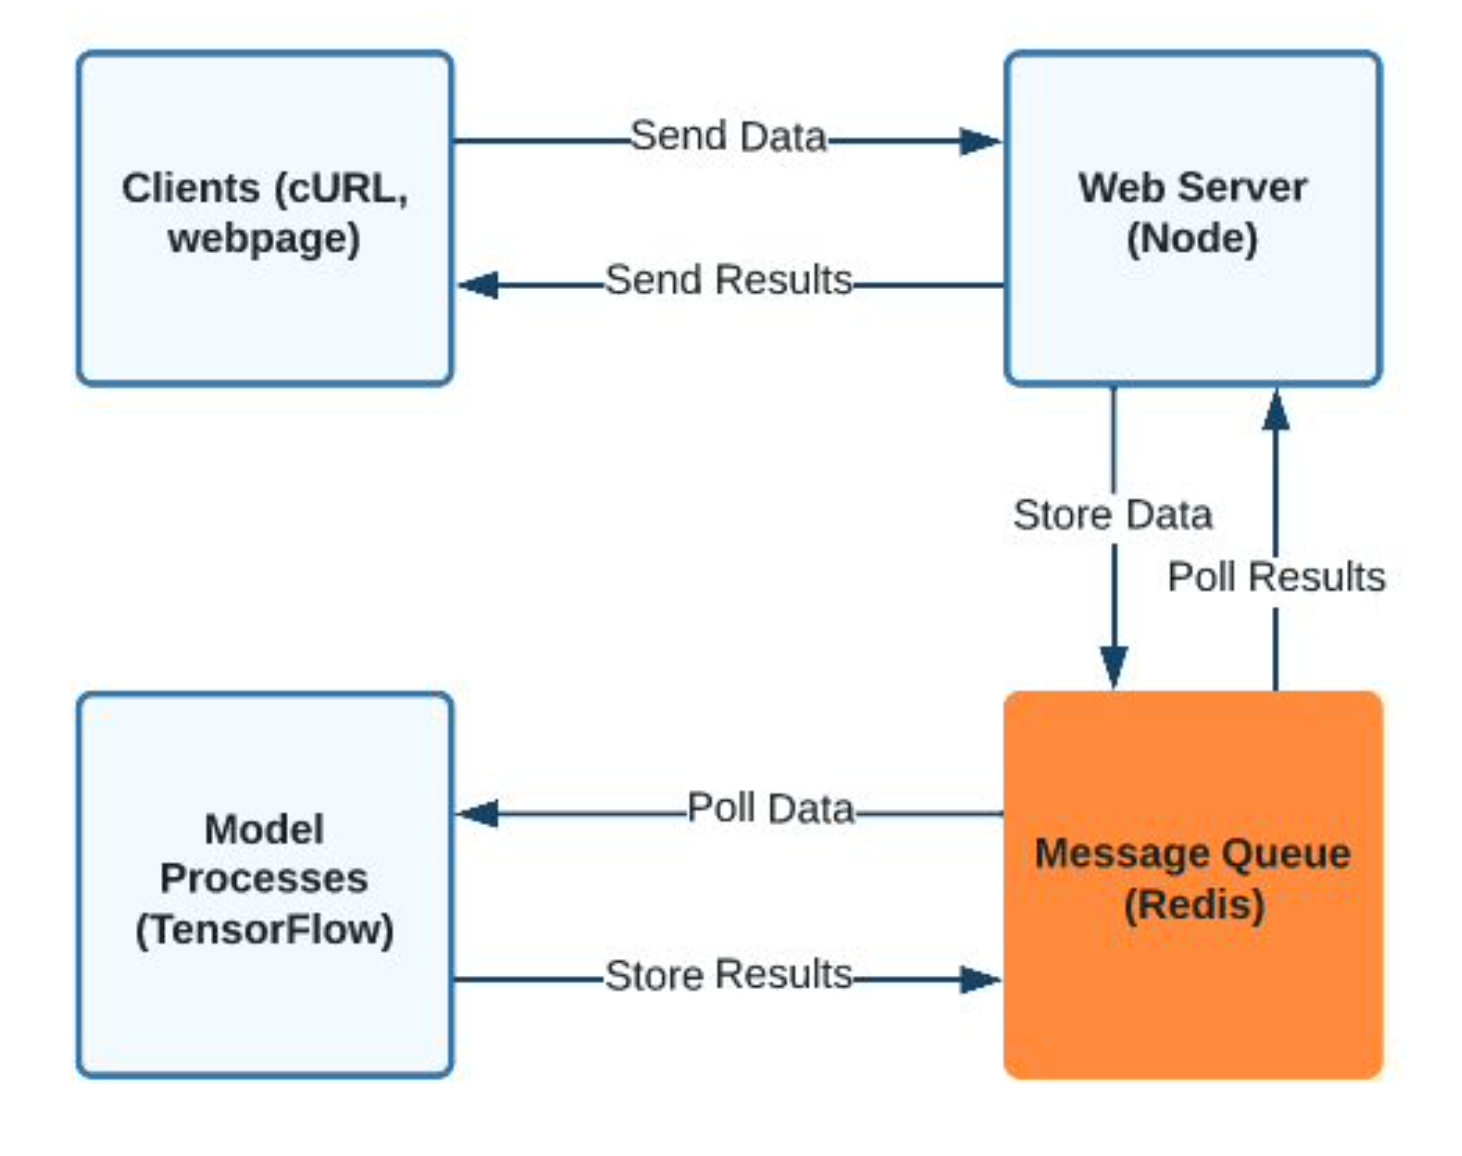 Clients (cURL,
webpage)
Send Data
Send Results
Web Server
(Node)
Store Data
Poll Results
Model
Processes
(TensorFlow)
Poll Data
Store Results
Message Queue
(Redis)